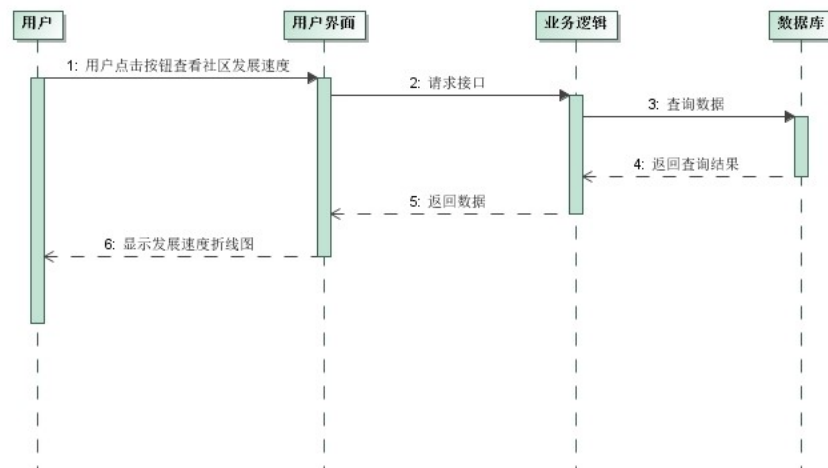 用户
用户界面
业务逻辑
数据库
1: 用户点击按钮查看社区发展速度
2: 请求接口
3: 查询数据
4: 返回查询结果
5: 返回数据
6: 显示发展速度折线图